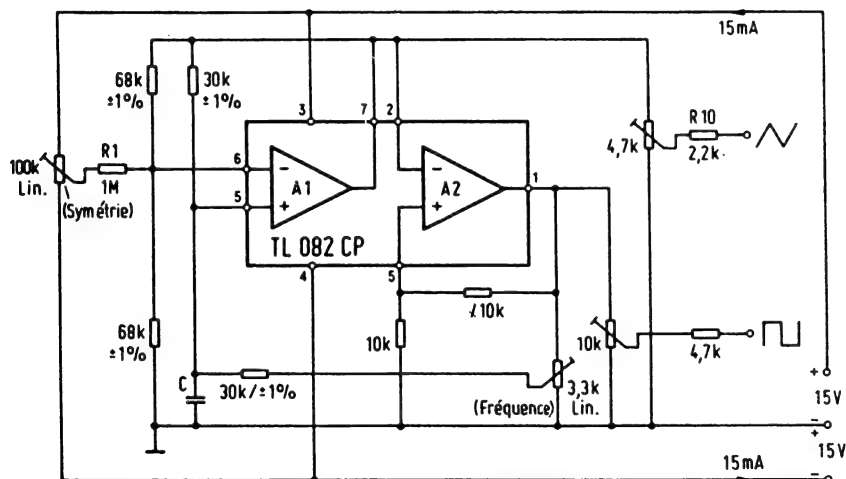 15mA
68k
±1%
30k
±1%
3
7
2
100k
Lin.
R1
1M
(Symétrie)
6
5
−
+
A1
−
+
A2
1
4,7k
R10
2,2k
TL 082 CP
4
5
10k
10k
68k
±1%
C
30k/±1%
(Fréquence)
3,3k
Lin.
10k
4,7k
+
15V
−
+
15V
−
15mA